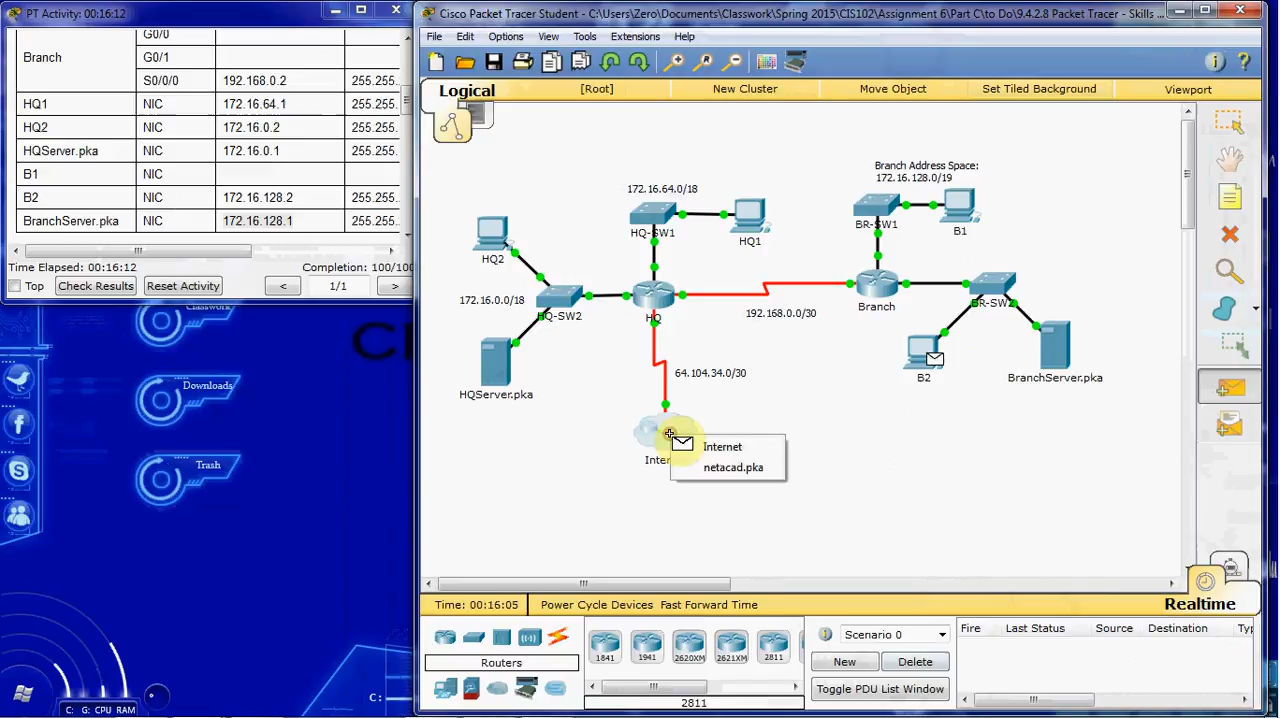 PT Activity: 00:16:12
G0/0
Branch
G0/1
S0/0/0 192.168.0.2 255.255.
HQ1 NIC 172.16.64.1 255.255.
HQ2 NIC 172.16.0.2 255.255.
HQServer.pka NIC 172.16.0.1 255.255.
B1 NIC
B2 NIC 172.16.128.2 255.255.
BranchServer.pka NIC 172.16.128.1 255.255.
Time Elapsed: 00:16:12 Completion: 100/100
Top Check Results Reset Activity < 1/1 >
Downloads
Trash
C: G: CPU RAM
C:
Cisco Packet Tracer Student - C:\Users\Zero\Documents\Classwork\Spring 2015\CIS102\Assignment 6\Part C\to Do\9.4.2.8 Packet Tracer - Skills ...
File Edit Options View Tools Extensions Help
Logical [Root] New Cluster Move Object Set Tiled Background Viewport
Branch Address Space:
172.16.128.0/19
172.16.64.0/18
HQ-SW1
HQ1
BR-SW1
B1
HQ2
172.16.0.0/18
HQ-SW2
HQ
192.168.0.0/30
Branch
BR-SW2
64.104.34.0/30
B2
BranchServer.pka
HQServer.pka
Inter
Internet
netacad.pka
Time: 00:16:05 Power Cycle Devices Fast Forward Time
Realtime
Routers
1841 1941 2620XM 2621XM 2811
2811
Scenario 0
New Delete
Toggle PDU List Window
Fire Last Status Source Destination Typ